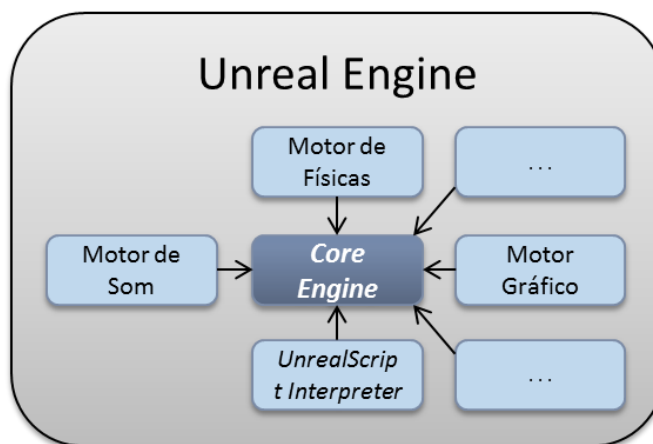 Unreal Engine
Motor de
Físicas
...
Motor de
Som
Core
Engine
Motor
Gráfico
UnrealScrip
t Interpreter
...